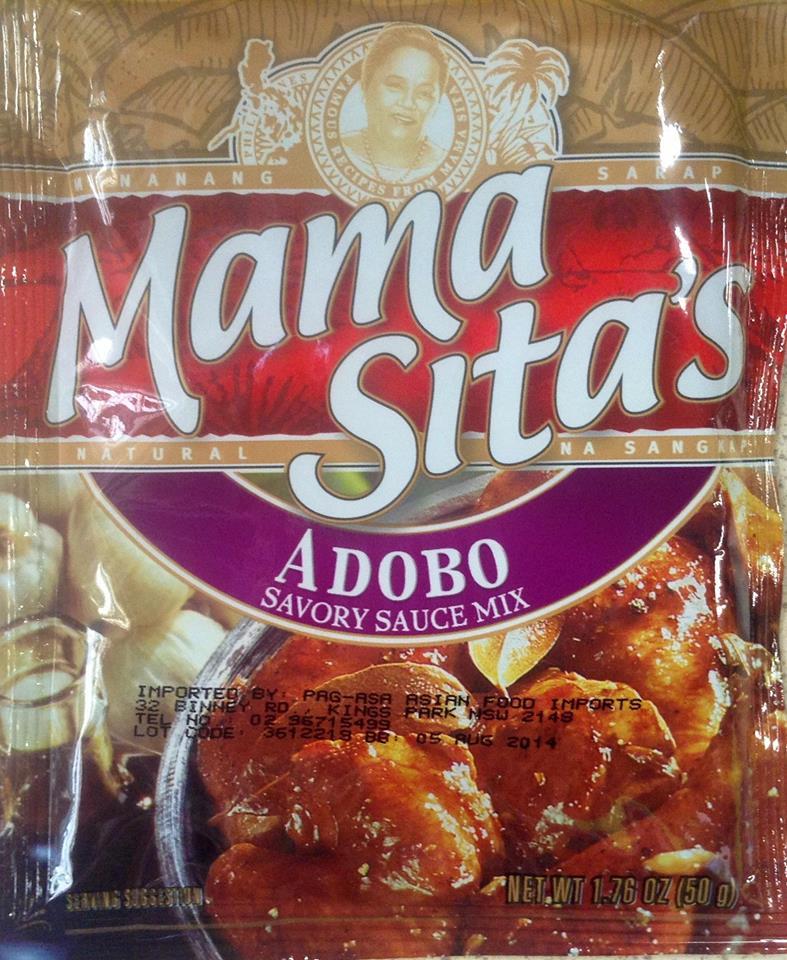 FAMOUS RECIPES FROM MAMA SITA
MANANANG SARAP
Mama
Sita's
NATURAL NA SANGKAP
ADOBO
SAVORY SAUCE MIX
IMPORTED BY: PAG-ASA ASIAN FOOD IMPORTS
32 BINNEY RD., KINGS PARK NSW 2148
TEL NO.: 02 96715499
LOT CODE: 3612219 BB: 05 AUG 2014
SERVING SUGGESTION
NET WT 1.76 OZ (50 g)